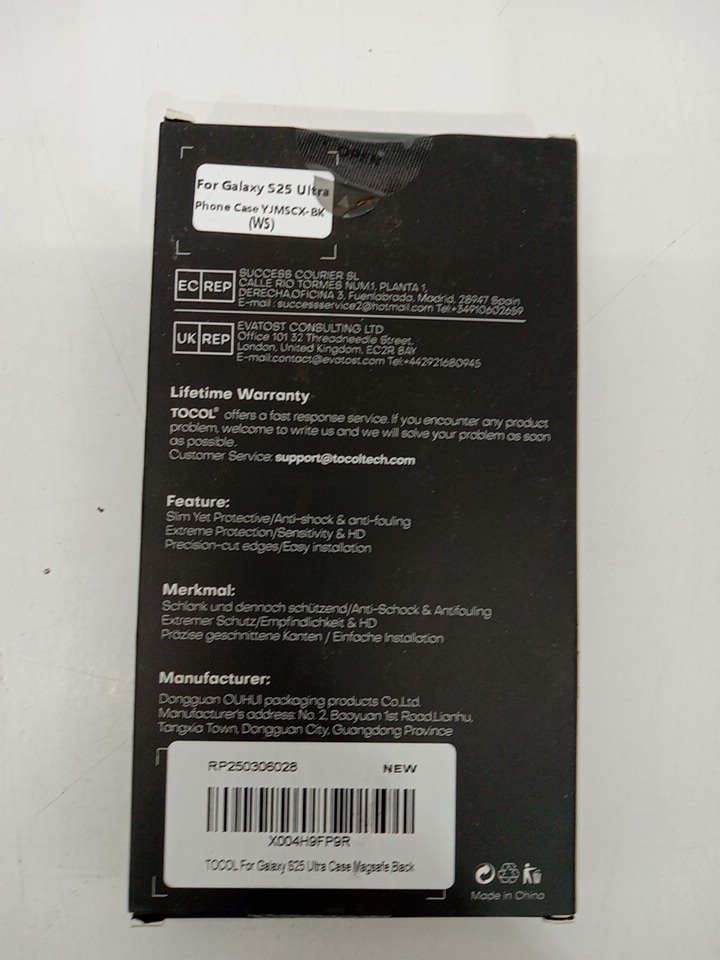 OPEN
For Galaxy S25 Ultra
Phone Case YJMSCX-BK
(WS)
EC REP
SUCCESS COURIER SL
CALLE RIO TORMES NUM.1, PLANTA 1,
DERECHA,OFICINA 3, Fuenlabrada, Madrid, 28947 Spain
E-mail : successservice2@hotmail.com Tel:+34910602659
UK REP
EVATOST CONSULTING LTD
Office 101 32 Threadneedle Street,
London, United Kingdom, EC2R 8AY
E-mail:contact@evatost.com Tel:+442921680945
Lifetime Warranty
TOCOL® offers a fast response service. If you encounter any product
problem, welcome to write us and we will solve your problem as soon
as possible.
Customer Service: support@tocoltech.com
Feature:
Slim Yet Protective/Anti-shock & anti-fouling
Extreme Protection/Sensitivity & HD
Precision-cut edges/Easy installation
Merkmal:
Schlank und dennoch schützend/Anti-Schock & Antifouling
Extremer Schutz/Empfindlichkeit & HD
Präzise geschnittene Kanten / Einfache Installation
Manufacturer:
Dongguan OUHUI packaging products Co.,Ltd.
Manufacturer's address: No. 2, Baoyuan 1st Road,Lianhu,
Tangxia Town, Dongguan City, Guangdong Province
RP250308028 NEW
X004H9FP9R
TOCOL For Galaxy S25 Ultra Case Magsafe Black
Made in China